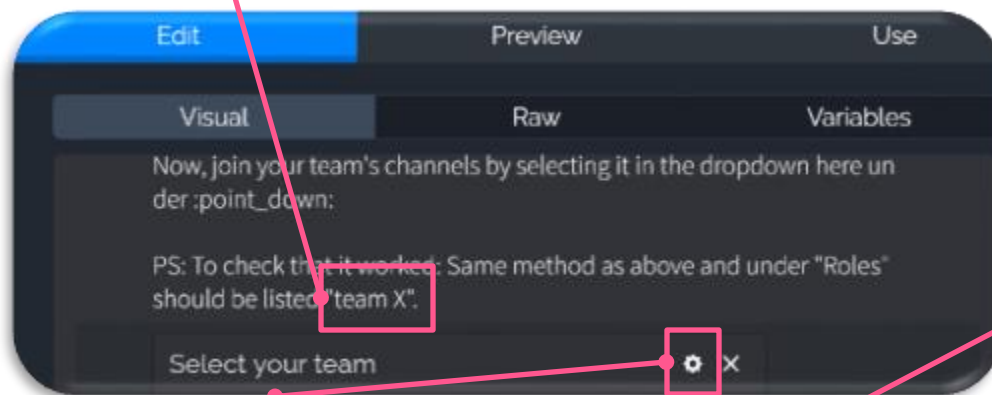 Edit Preview Use
Visual Raw Variables
Now, join your team's channels by selecting it in the dropdown here un
der :point_down:
PS: To check that it worked: Same method as above and under "Roles"
should be listed "team X".
Select your team